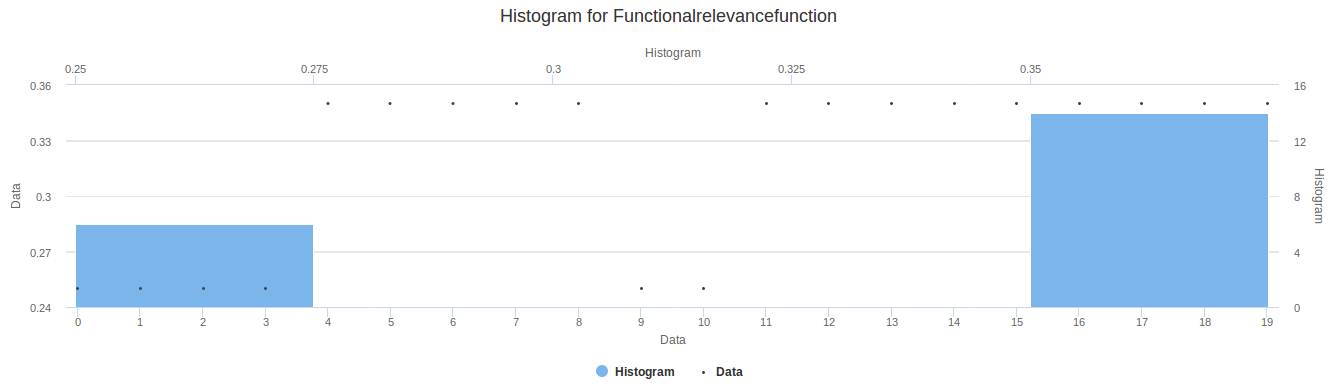 Histogram for Functionalrelevancefunction
Histogram
0.25 0.275 0.3 0.325 0.35
0.36 16
0.33 12
0.3 8
0.27 4
0.24 0
Data
Histogram
0 1 2 3 4 5 6 7 8 9 10 11 12 13 14 15 16 17 18 19
Data
Histogram Data